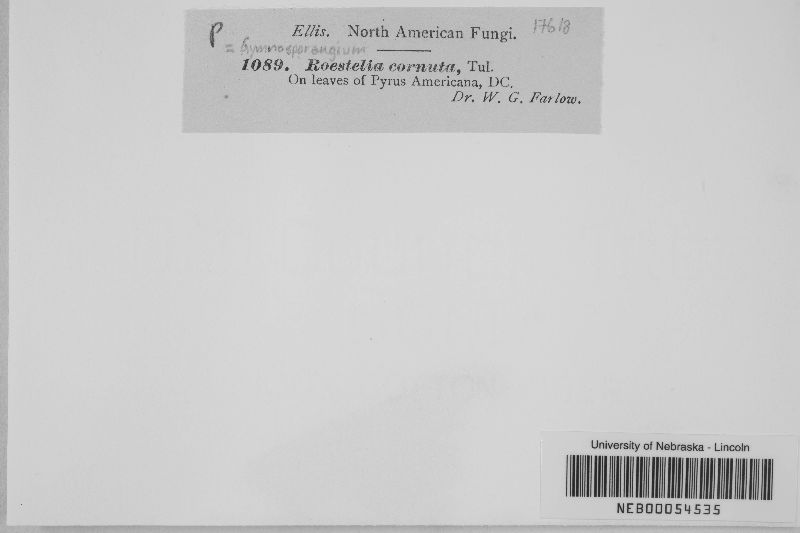 P Ellis. North American Fungi. 17618
= Gymnosporangium
1089. Roestelia cornuta, Tul.
On leaves of Pyrus Americana, DC.
Dr. W. G. Farlow.
University of Nebraska - Lincoln
NEB00054535